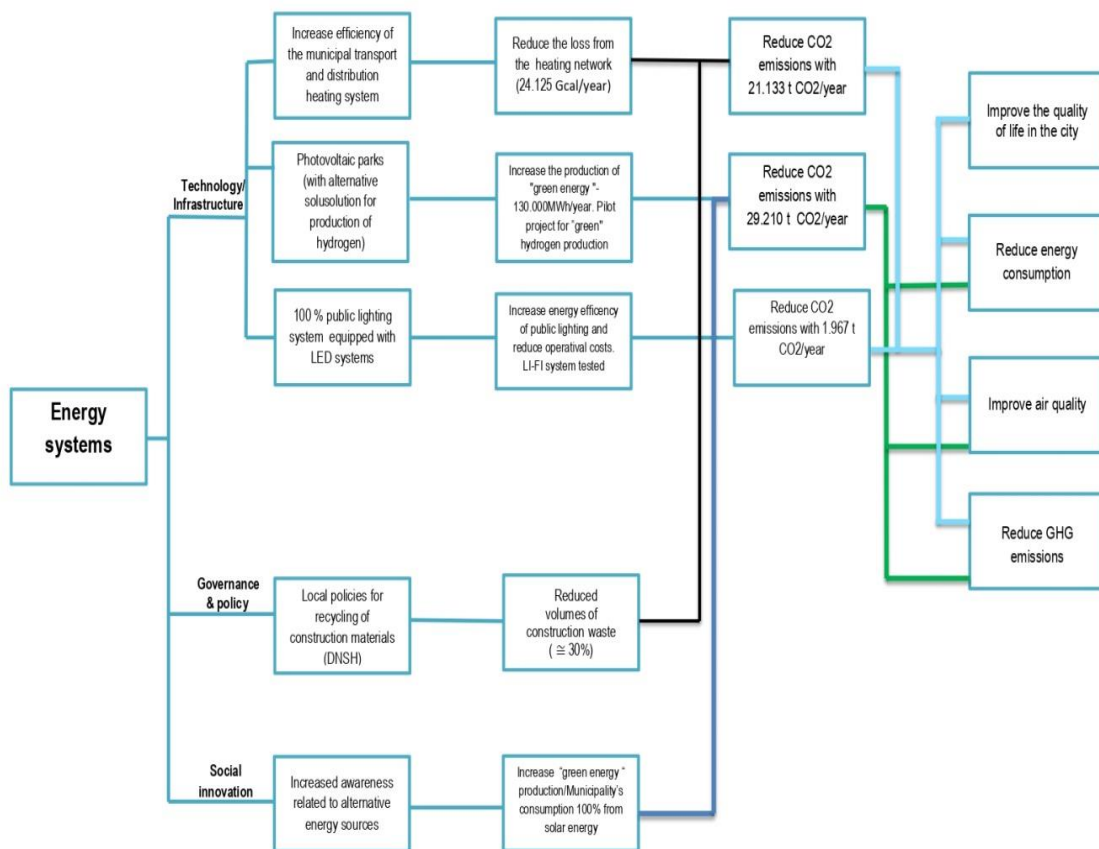 Energy
systems
Technology/
Infrastructure
Increase efficiency of
the municipal transport
and distribution
heating system
Reduce the loss from
the heating network
(24.125 Gcal/year)
Reduce CO2
emissions with
21.133 t CO2/year
Photovoltaic parks
(with alternative
solusolution for
production of
hydrogen)
Increase the production of
"green energy "-
130.000MWh/year. Pilot
project for "green"
hydrogen production
Reduce CO2
emissions with
29.210 t CO2/year
100 % public lighting
system equipped with
LED systems
Increase energy efficency
of public lighting and
reduce operatival costs.
LI-FI system tested
Reduce CO2
emissions with 1.967 t
CO2/year
Governance
& policy
Local policies for
recycling of
construction materials
(DNSH)
Reduced
volumes of
construction waste
( ≅ 30%)
Social
innovation
Increased awareness
related to alternative
energy sources
Increase “green energy “
production/Municipality’s
consumption 100% from
solar energy
Improve the quality
of life in the city
Reduce energy
consumption
Improve air quality
Reduce GHG
emissions